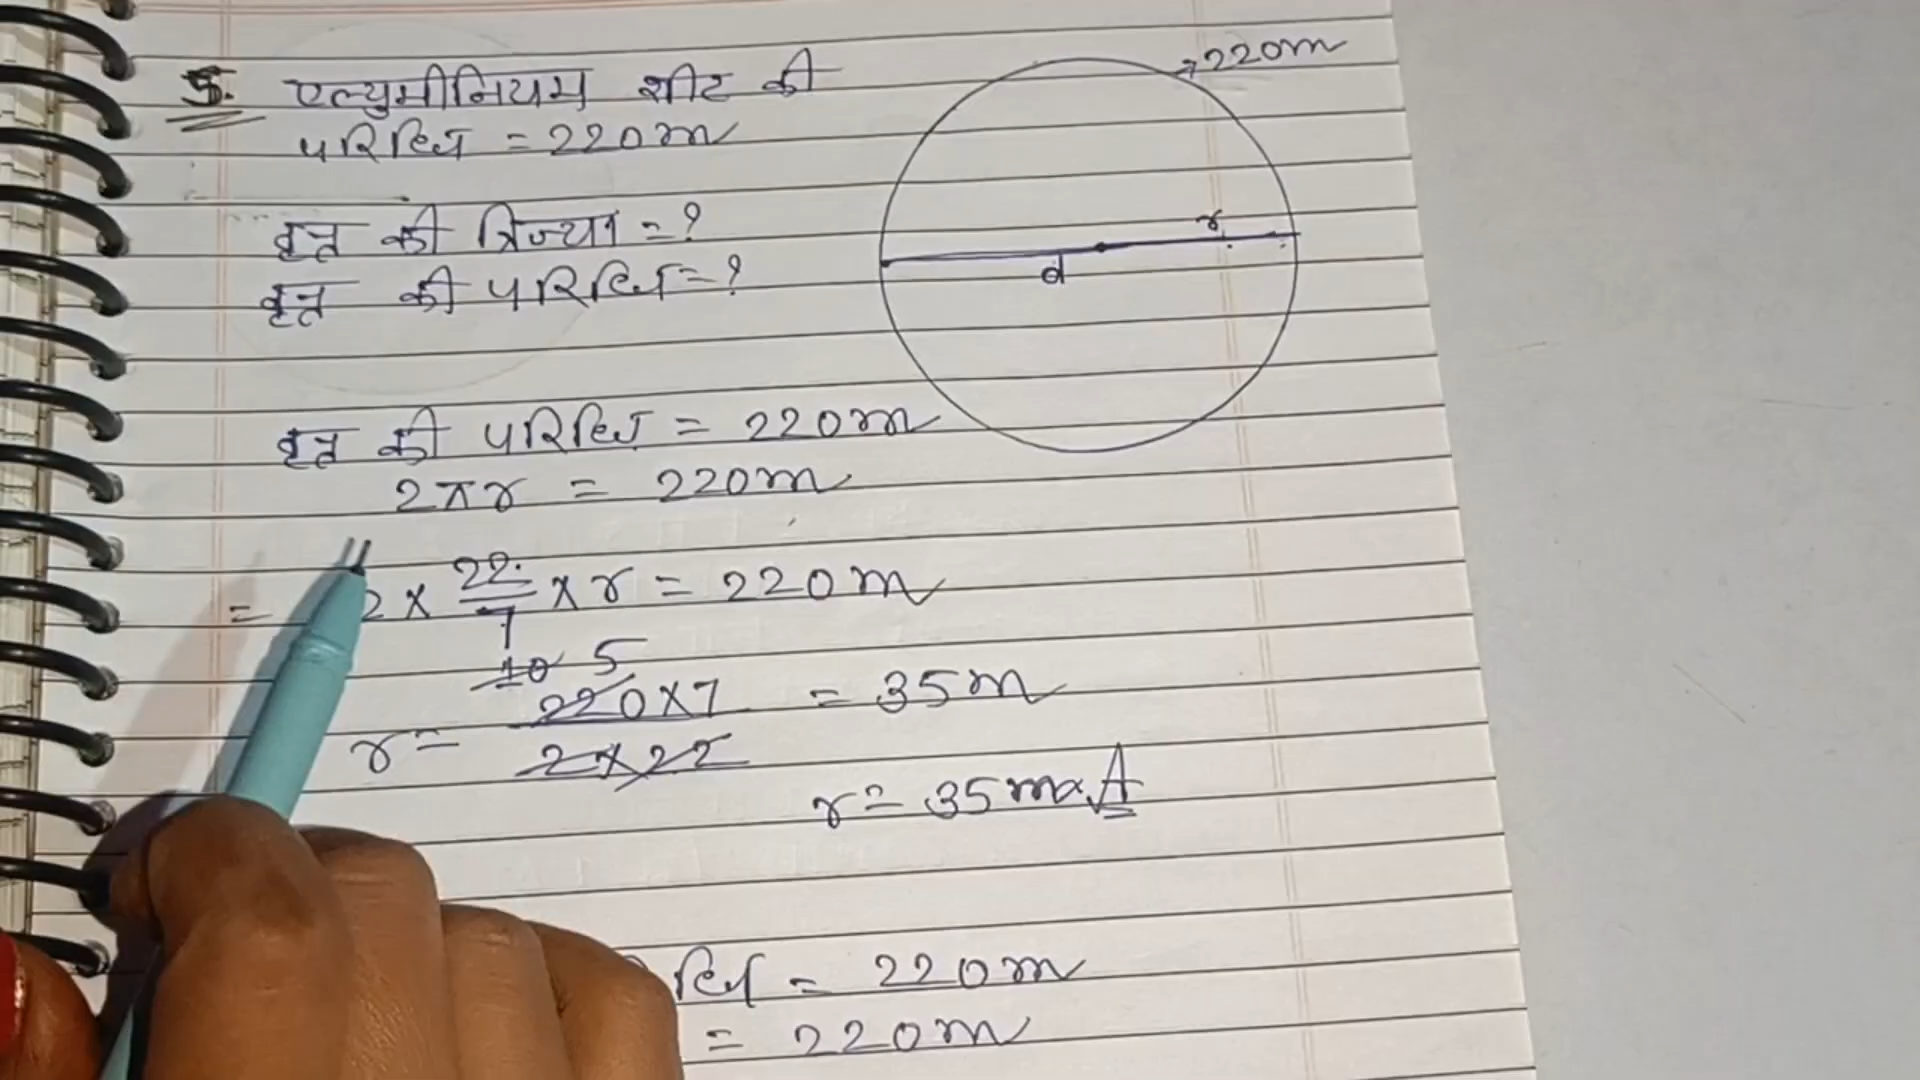 5. एल्युमीनियम शीट की
परिधि = 220m
→220m
वृत्त की त्रिज्या = ?
वृत्त की परिधि = ?
r
d
वृत्त की परिधि = 220m
2πr = 220m
= 2 × 22/7 × r = 220m
10 5
r = 220×7 / 2×22 = 35m
r = 35m A
= 220m
= 220m